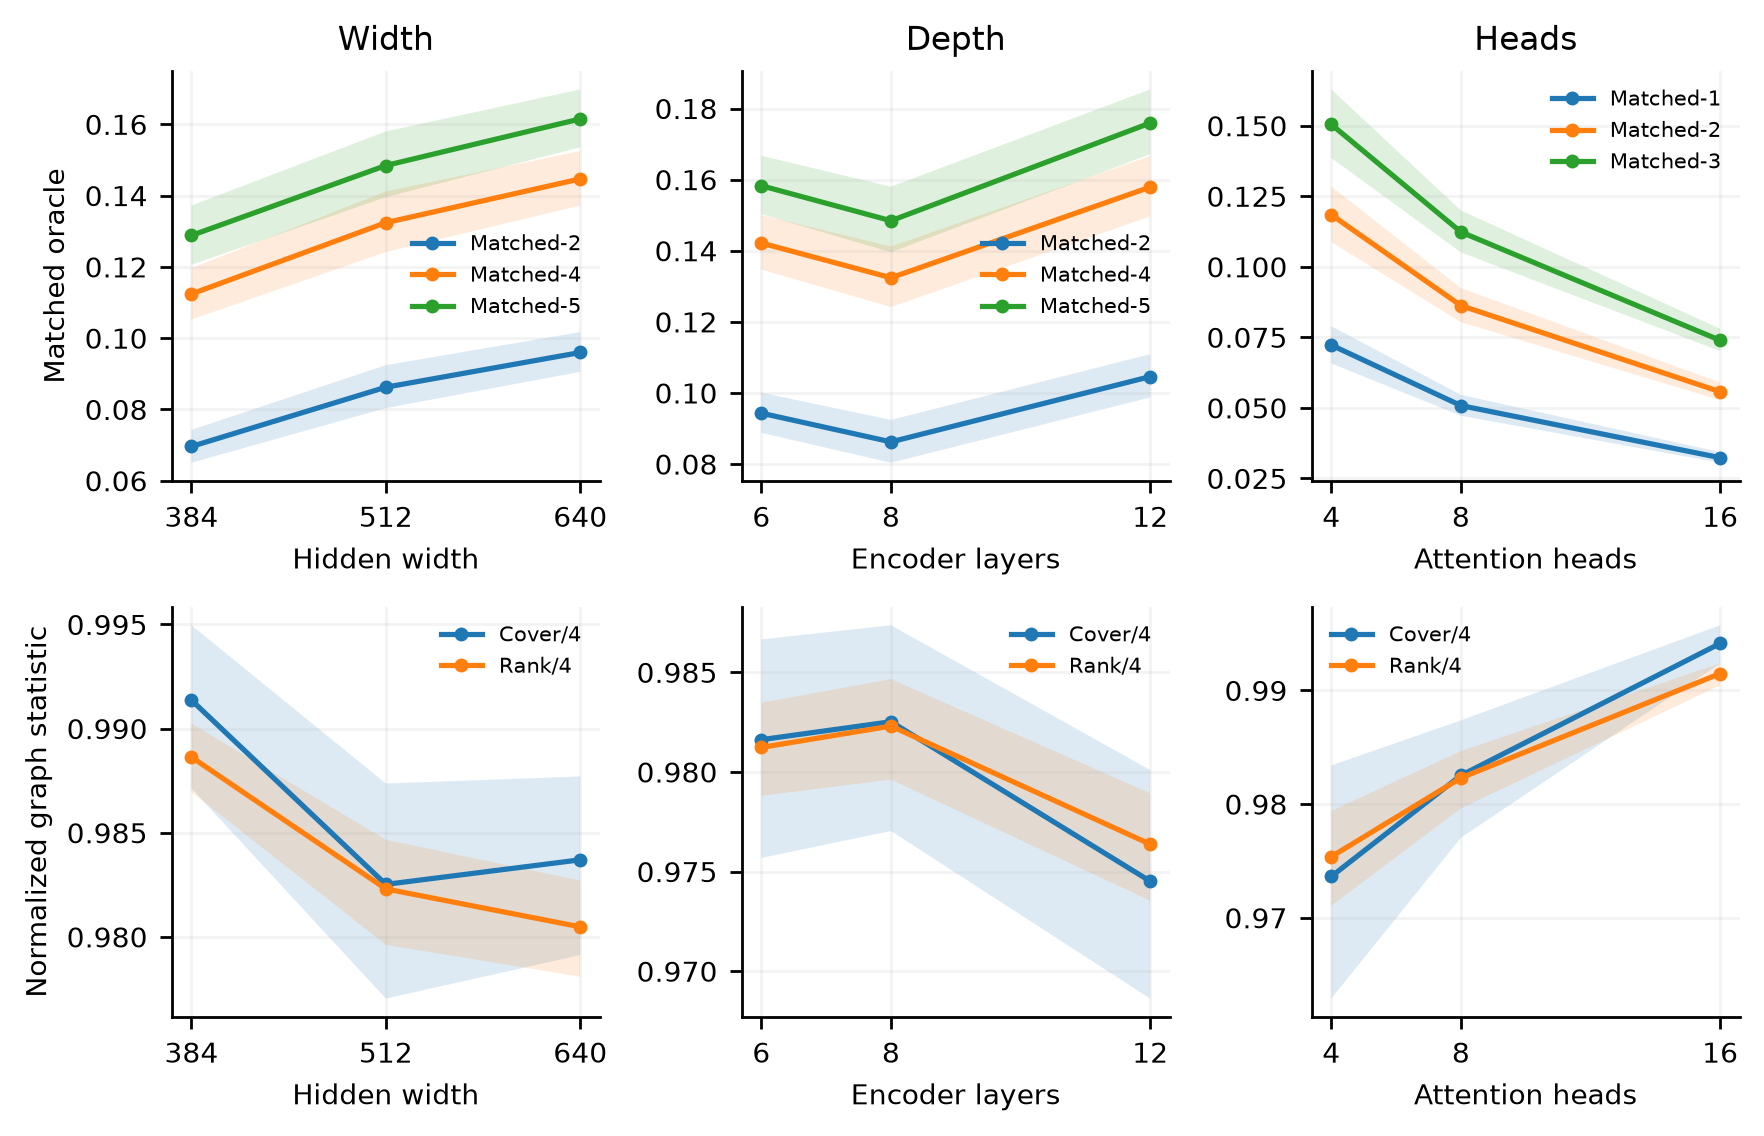 Width
Depth
Heads
Matched oracle
0.16
0.14
0.12
0.10
0.08
0.06
Matched-2
Matched-4
Matched-5
384
512
640
Hidden width
0.18
0.16
0.14
0.12
0.10
0.08
Matched-2
Matched-4
Matched-5
6
8
12
Encoder layers
0.150
0.125
0.100
0.075
0.050
0.025
Matched-1
Matched-2
Matched-3
4
8
16
Attention heads
Normalized graph statistic
0.995
0.990
0.985
0.980
Cover/4
Rank/4
384
512
640
Hidden width
0.985
0.980
0.975
0.970
Cover/4
Rank/4
6
8
12
Encoder layers
0.99
0.98
0.97
Cover/4
Rank/4
4
8
16
Attention heads